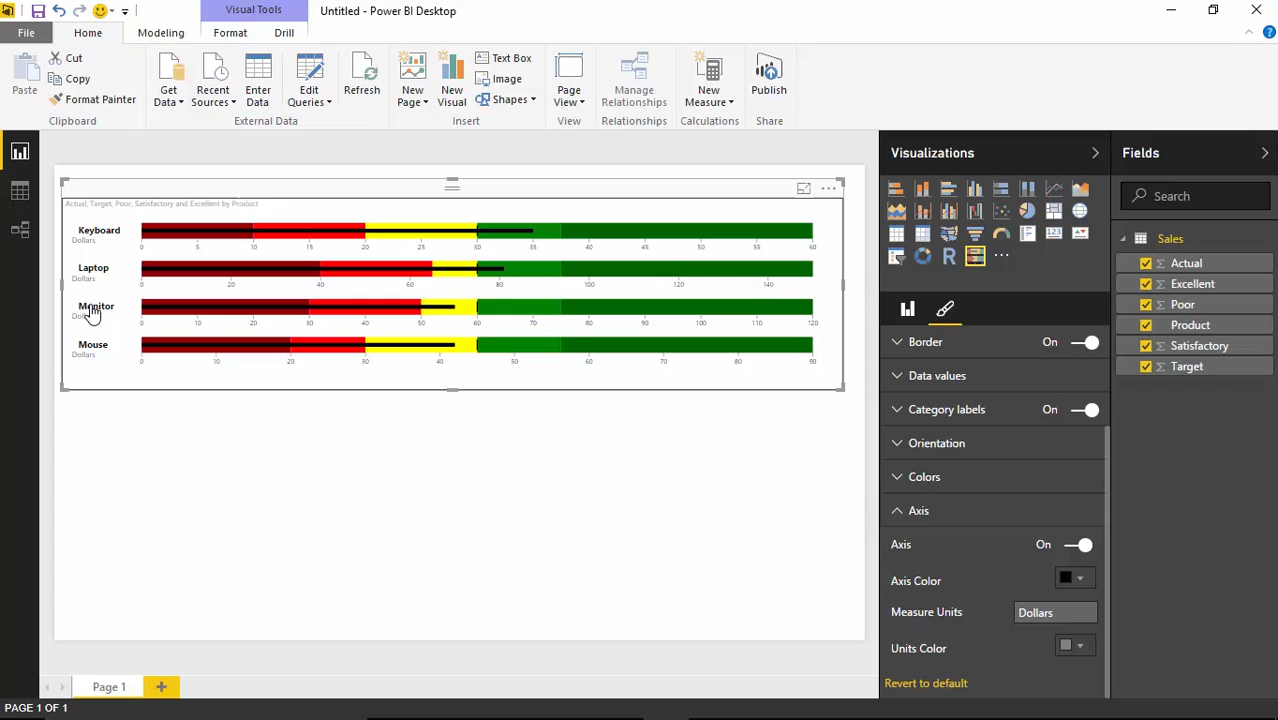 Visual Tools
Untitled - Power BI Desktop
File
Home
Modeling
Format
Drill
Paste
Cut
Copy
Format Painter
Clipboard
Get Data
Recent Sources
Enter Data
Edit Queries
Refresh
External Data
New Page
New Visual
Text Box
Image
Shapes
Insert
Page View
View
Manage Relationships
Relationships
New Measure
Calculations
Publish
Share
Actual, Target, Poor, Satisfactory and Excellent by Product
Keyboard
Dollars
0 5 10 15 20 25 30 35 40 45 50 55 60
Laptop
Dollars
0 20 40 60 80 100 120 140
Monitor
0 10 20 30 40 50 60 70 80 90 100 110 120
Mouse
Dollars
0 10 20 30 40 50 60 70 80 90
Visualizations
R
123
Border On
Data values
Category labels On
Orientation
Colors
Axis
Axis On
Axis Color
Measure Units Dollars
Units Color
Revert to default
Fields
Search
Sales
Actual
Excellent
Poor
Product
Satisfactory
Target
Page 1
PAGE 1 OF 1